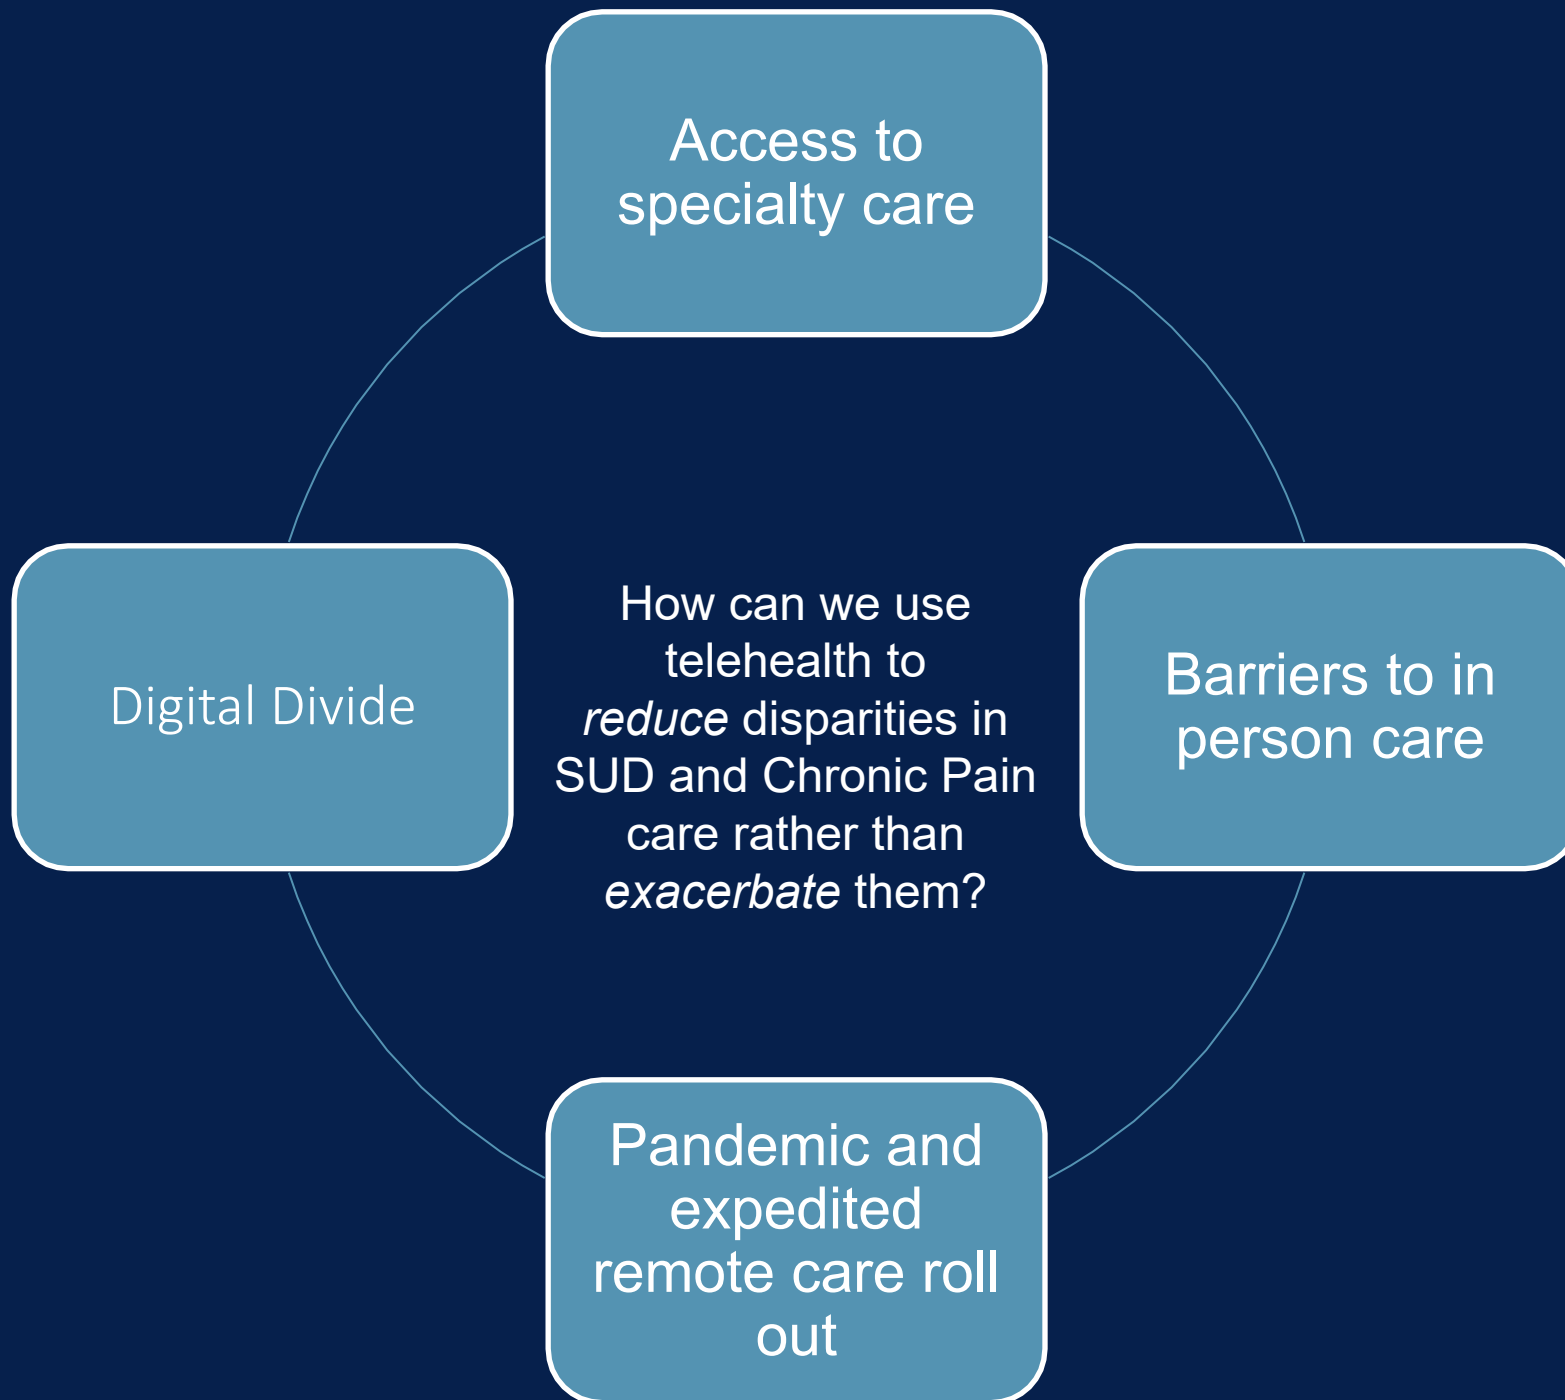 Access to
specialty care
Digital Divide
How can we use
telehealth to
reduce disparities in
SUD and Chronic Pain
care rather than
exacerbate them?
Barriers to in
person care
Pandemic and
expedited
remote care roll
out